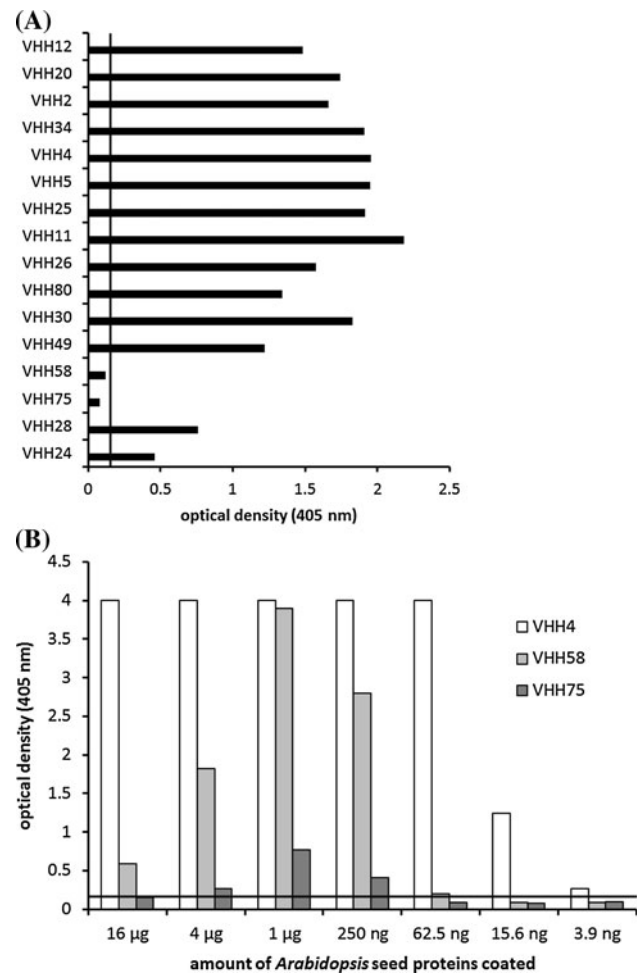 (A)
VHH12
VHH20
VHH2
VHH34
VHH4
VHH5
VHH25
VHH11
VHH26
VHH80
VHH30
VHH49
VHH58
VHH75
VHH28
VHH24
0 0.5 1 1.5 2 2.5
optical density (405 nm)
(B)
4.5
4
3.5
3
2.5
2
1.5
1
0.5
0
optical density (405 nm)
VHH4
VHH58
VHH75
16 µg 4 µg 1 µg 250 ng 62.5 ng 15.6 ng 3.9 ng
amount of Arabidopsis seed proteins coated